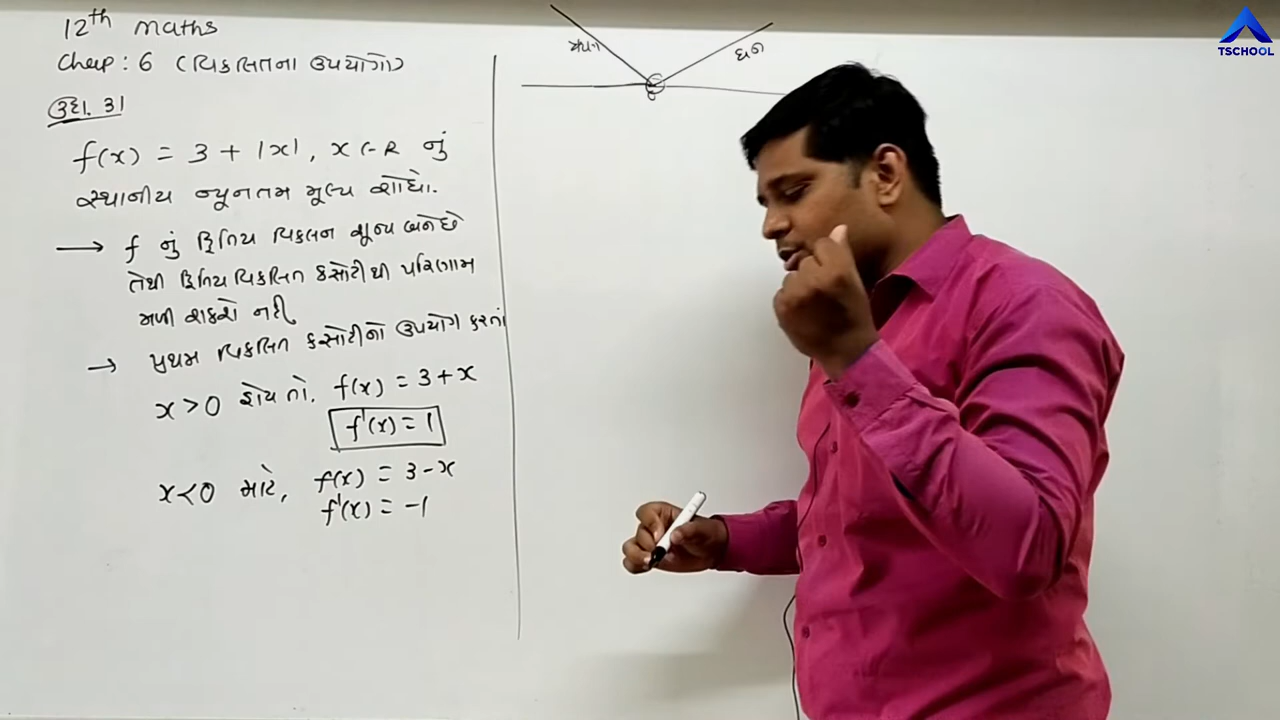 12th Maths
Chap : 6 (વિકલિતના ઉપયોગો)
ઉદા. 31
f(x) = 3 + |x|, x ∈ R નું
સ્થાનીય ન્યૂનતમ મૂલ્ય શોધો.
→ f નું દ્વિતિય વિકલન શૂન્ય બને છે
તેથી દ્વિતિય વિકલિત કસોટી થી પરિણામ
મળી શકશે નહી.
→ પ્રથમ વિકલિત કસોટીનો ઉપયોગ કરતાં
x > 0 હોય તો, f(x) = 3 + x
f'(x) = 1
x < 0 માટે, f(x) = 3 - x
f'(x) = -1
ધન
0
TSCHOOL